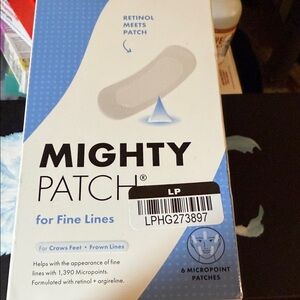 RETINOL
MEETS
PATCH
MIGHTY
PATCH®
LP
LPHG273897
for Fine Lines
For Crows Feet + Frown Lines
Helps with the appearance of fine
lines with 1,390 Micropoints.
Formulated with retinol + argireline.
6 MICROPOINT
PATCHES